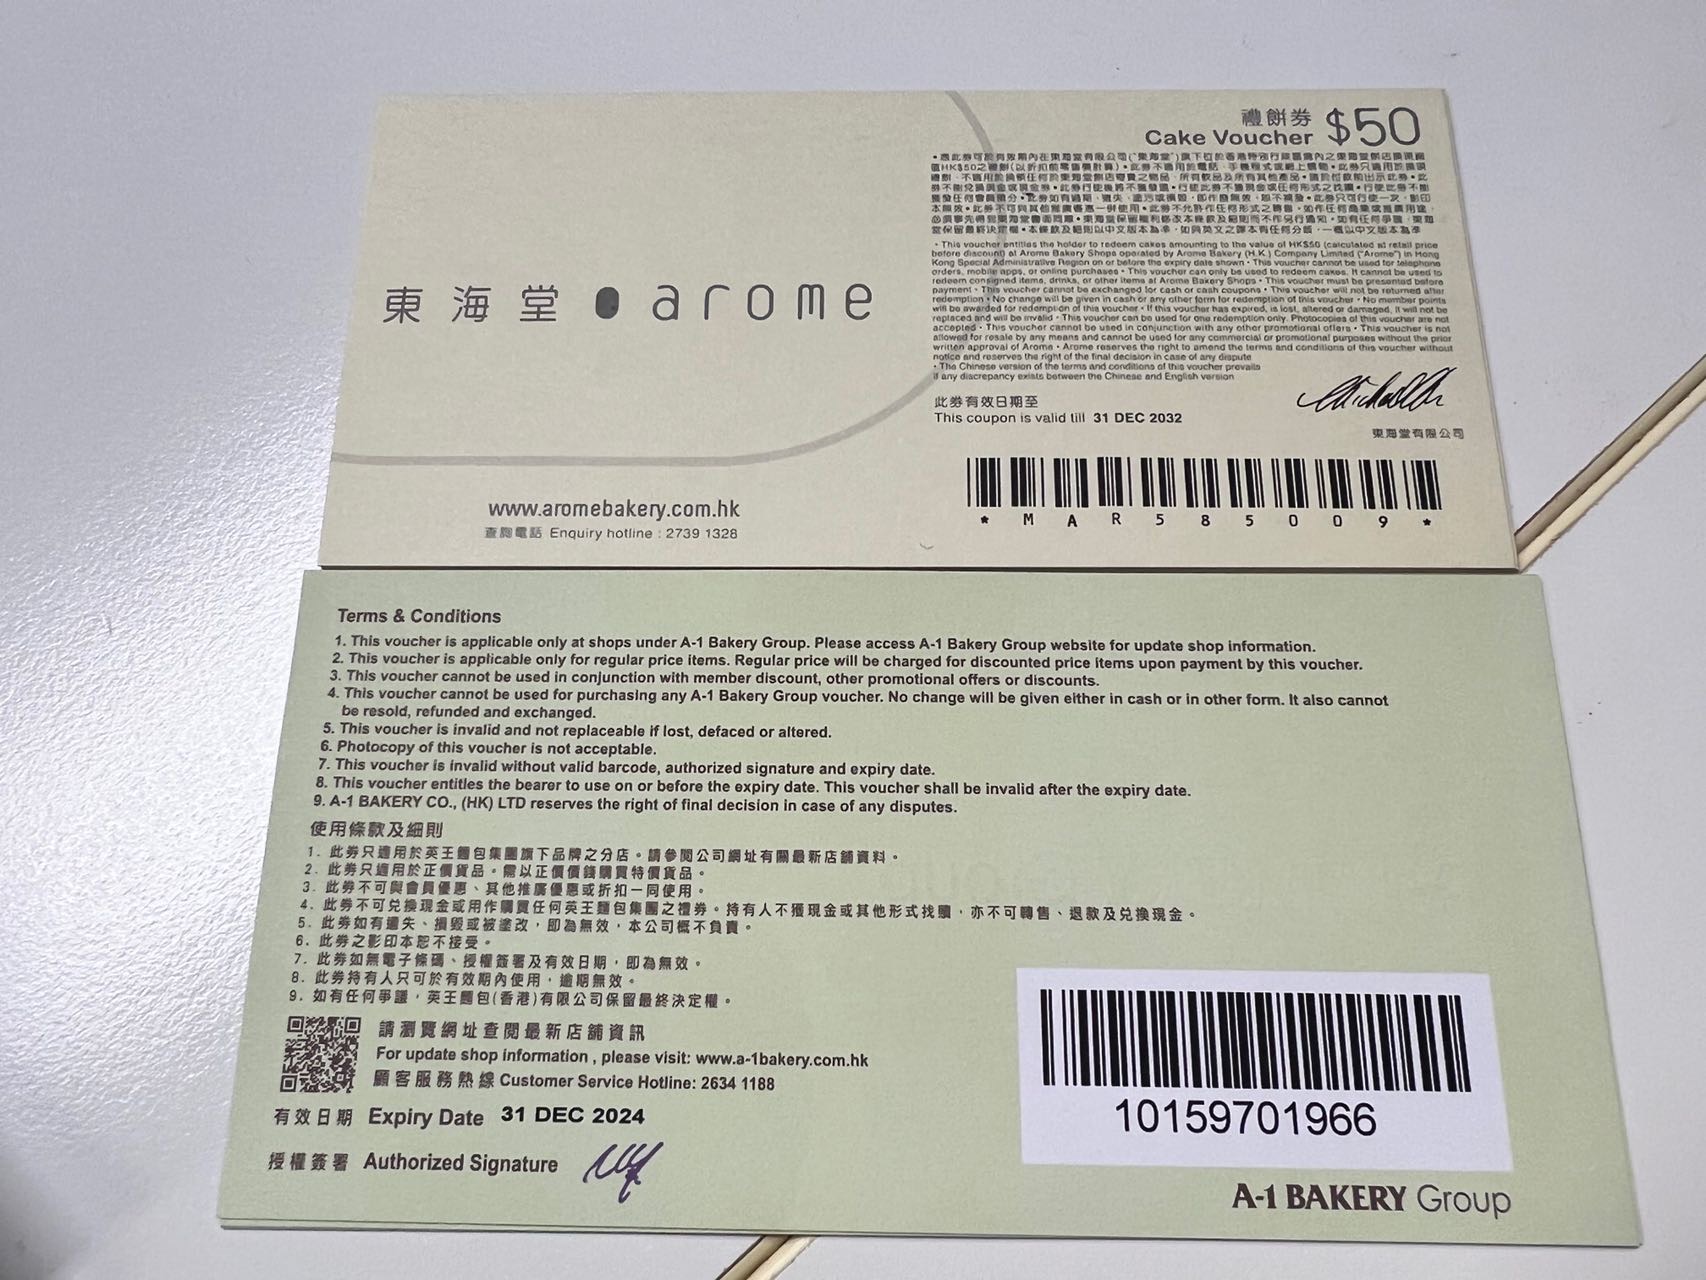 東海堂 arome
www.aromebakery.com.hk
查詢電話 Enquiry hotline : 2739 1328
禮餅券
Cake Voucher $50
• This voucher entitles the holder to redeem cakes amounting to the value of HK$50 (calculated at retail price
before discount) at Arome Bakery Shops operated by Arome Bakery (H.K.) Company Limited ("Arome") in Hong
Kong Special Administrative Region on or before the expiry date shown • This voucher cannot be used for telephone
orders, mobile apps, or online purchases • This voucher can only be used to redeem cakes. It cannot be used to
redeem consigned items, drinks, or other items at Arome Bakery Shops • This voucher must be presented before
payment • This voucher cannot be exchanged for cash or cash coupons • This voucher will not be returned after
redemption • No change will be given in cash or any other form for redemption of this voucher • No member points
will be awarded for redemption of this voucher • If this voucher has expired, is lost, altered or damaged, it will not be
replaced and will be invalid • This voucher can be used for one redemption only. Photocopies of this voucher are not
accepted • This voucher cannot be used in conjunction with any other promotional offers • This voucher is not
allowed for resale by any means and cannot be used for any commercial or promotional purposes without the prior
written approval of Arome • Arome reserves the right to amend the terms and conditions of this voucher without
notice and reserves the right of the final decision in case of any dispute
• The Chinese version of the terms and conditions of this voucher prevails
if any discrepancy exists between the Chinese and English version
此券有效日期至
This coupon is valid till 31 DEC 2032
東海堂有限公司
* M A R 5 8 5 0 0 9 *
Terms & Conditions
1. This voucher is applicable only at shops under A-1 Bakery Group. Please access A-1 Bakery Group website for update shop information.
2. This voucher is applicable only for regular price items. Regular price will be charged for discounted price items upon payment by this voucher.
3. This voucher cannot be used in conjunction with member discount, other promotional offers or discounts.
4. This voucher cannot be used for purchasing any A-1 Bakery Group voucher. No change will be given either in cash or in other form. It also cannot
be resold, refunded and exchanged.
5. This voucher is invalid and not replaceable if lost, defaced or altered.
6. Photocopy of this voucher is not acceptable.
7. This voucher is invalid without valid barcode, authorized signature and expiry date.
8. This voucher entitles the bearer to use on or before the expiry date. This voucher shall be invalid after the expiry date.
9. A-1 BAKERY CO., (HK) LTD reserves the right of final decision in case of any disputes.
使用條款及細則
1. 此券只適用於英王麵包集團旗下品牌之分店。請參閱公司網址有關最新店舖資料。
2. 此券只適用於正價貨品。需以正價價錢購買特價貨品。
3. 此券不可與會員優惠、其他推廣優惠或折扣一同使用。
4. 此券不可兌換現金或用作購買任何英王麵包集團之禮券。持有人不獲現金或其他形式找贖，亦不可轉售、退款及兌換現金。
5. 此券如有遺失、損毀或被塗改，即為無效，本公司概不負責。
6. 此券之影印本恕不接受。
7. 此券如無電子條碼、授權簽署及有效日期，即為無效。
8. 此券持有人只可於有效期內使用，逾期無效。
9. 如有任何爭議，英王麵包(香港)有限公司保留最終決定權。
請瀏覽網址查閱最新店舖資訊
For update shop information , please visit: www.a-1bakery.com.hk
顧客服務熱線 Customer Service Hotline: 2634 1188
有效日期 Expiry Date 31 DEC 2024
授權簽署 Authorized Signature
10159701966
A-1 BAKERY Group